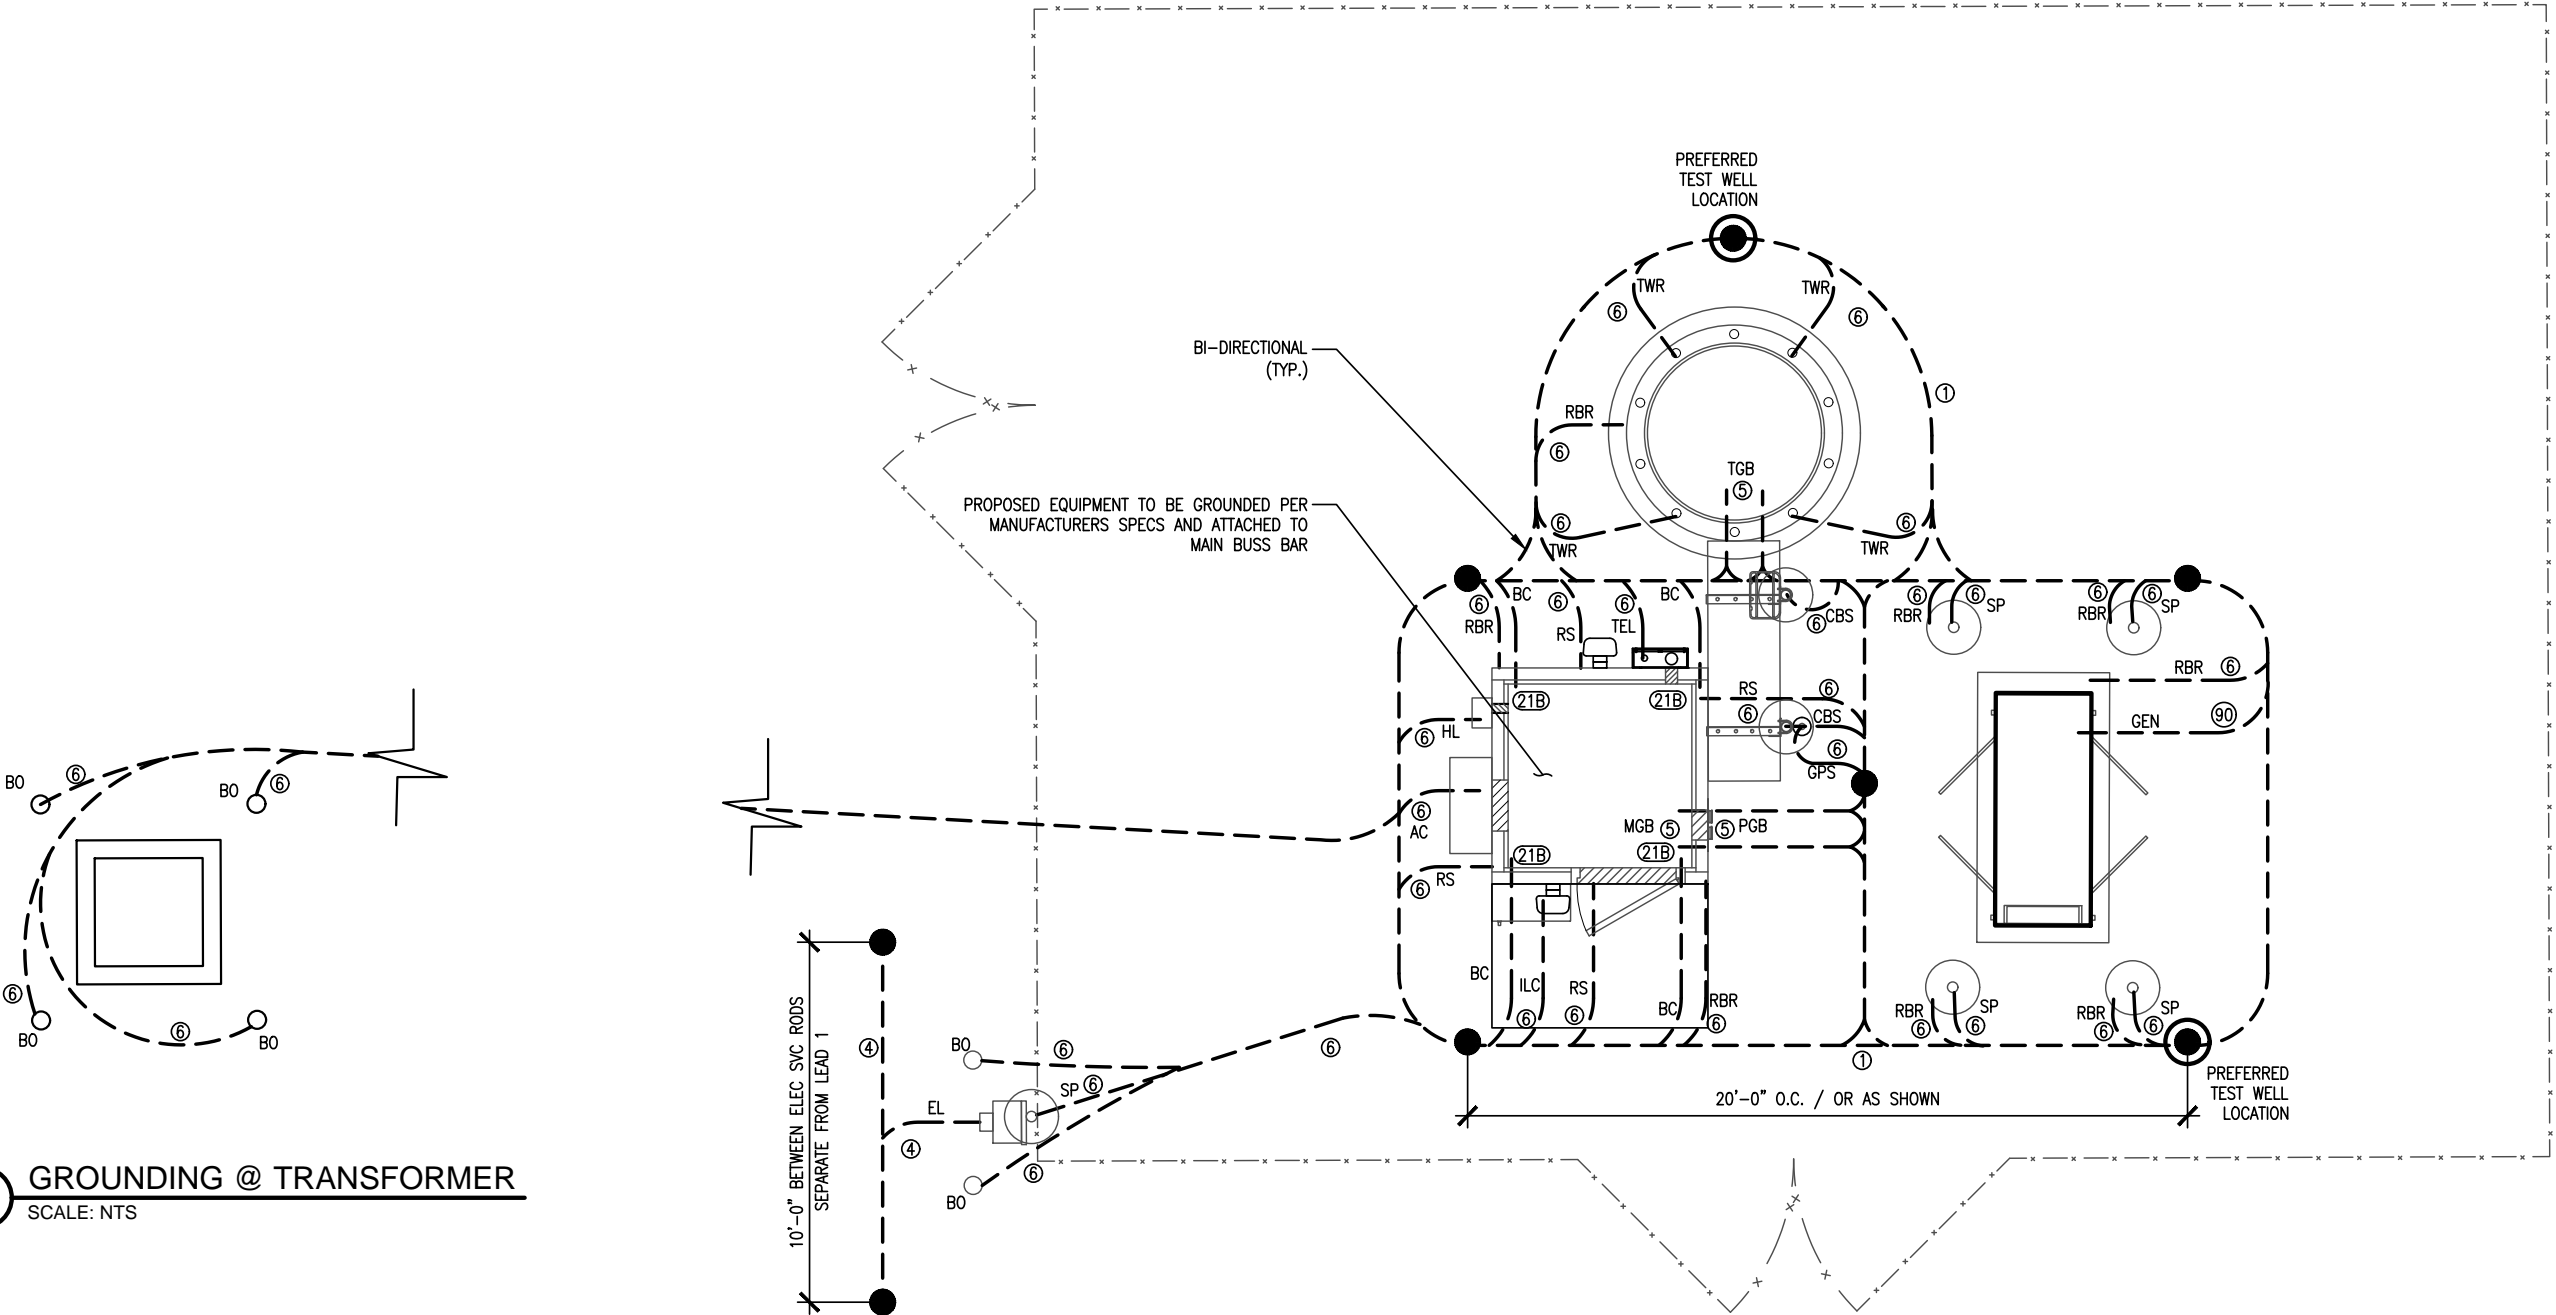 PREFERRED
TEST WELL
LOCATION
TWR
TWR
6
6
BI-DIRECTIONAL
(TYP.)
1
RBR
6
TGB
5
PROPOSED EQUIPMENT TO BE GROUNDED PER
MANUFACTURERS SPECS AND ATTACHED TO
MAIN BUSS BAR
6
TWR
6
TWR
6
RBR
BC
6
RS
6
TEL
BC
6
CBS
6
RBR
6
SP
6
RBR
6
SP
RBR 6
GEN 90
21B
21B
RS
6
6
CBS
6
GPS
6 HL
6
AC
6 RS
MGB 5
5 PGB
21B
21B
BC
ILC
6
RS
6
BC
RBR
6
RBR
6
SP
6
RBR
6
SP
6
1
PREFERRED
TEST WELL
LOCATION
20'-0" O.C. / OR AS SHOWN
BO
6
BO
6
6
BO
6
BO
10'-0" BETWEEN ELEC SVC RODS
SEPARATE FROM LEAD 1
4
EL
4
BO
6
SP 6
6
6
BO
GROUNDING @ TRANSFORMER
SCALE: NTS